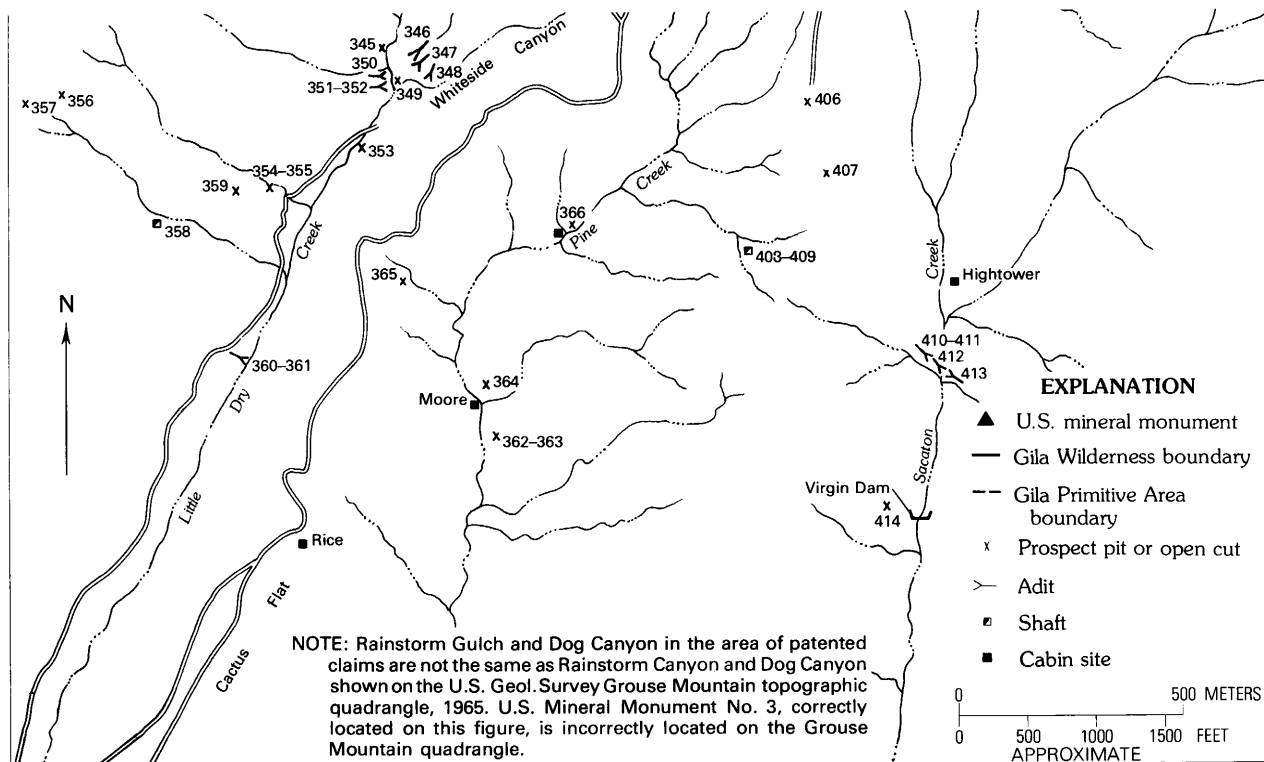 345
346
347
350
348
351–352
349
Whiteside Canyon
357
356
353
406
354–355
359
Creek
407
358
366
Creek
Pine
403–409
365
Creek
Hightower
N
360–361
410–411
412
413
Dry
364
Moore
362–363
Little
Sacaton
Virgin Dam
414
Rice
Cactus Flat
EXPLANATION
U.S. mineral monument
Gila Wilderness boundary
Gila Primitive Area
boundary
Prospect pit or open cut
Adit
Shaft
Cabin site
NOTE: Rainstorm Gulch and Dog Canyon in the area of patented
claims are not the same as Rainstorm Canyon and Dog Canyon
shown on the U.S. Geol. Survey Grouse Mountain topographic
quadrangle, 1965. U.S. Mineral Monument No. 3, correctly
located on this figure, is incorrectly located on the Grouse
Mountain quadrangle.
0 500 METERS
0 500 1000 1500 FEET
APPROXIMATE